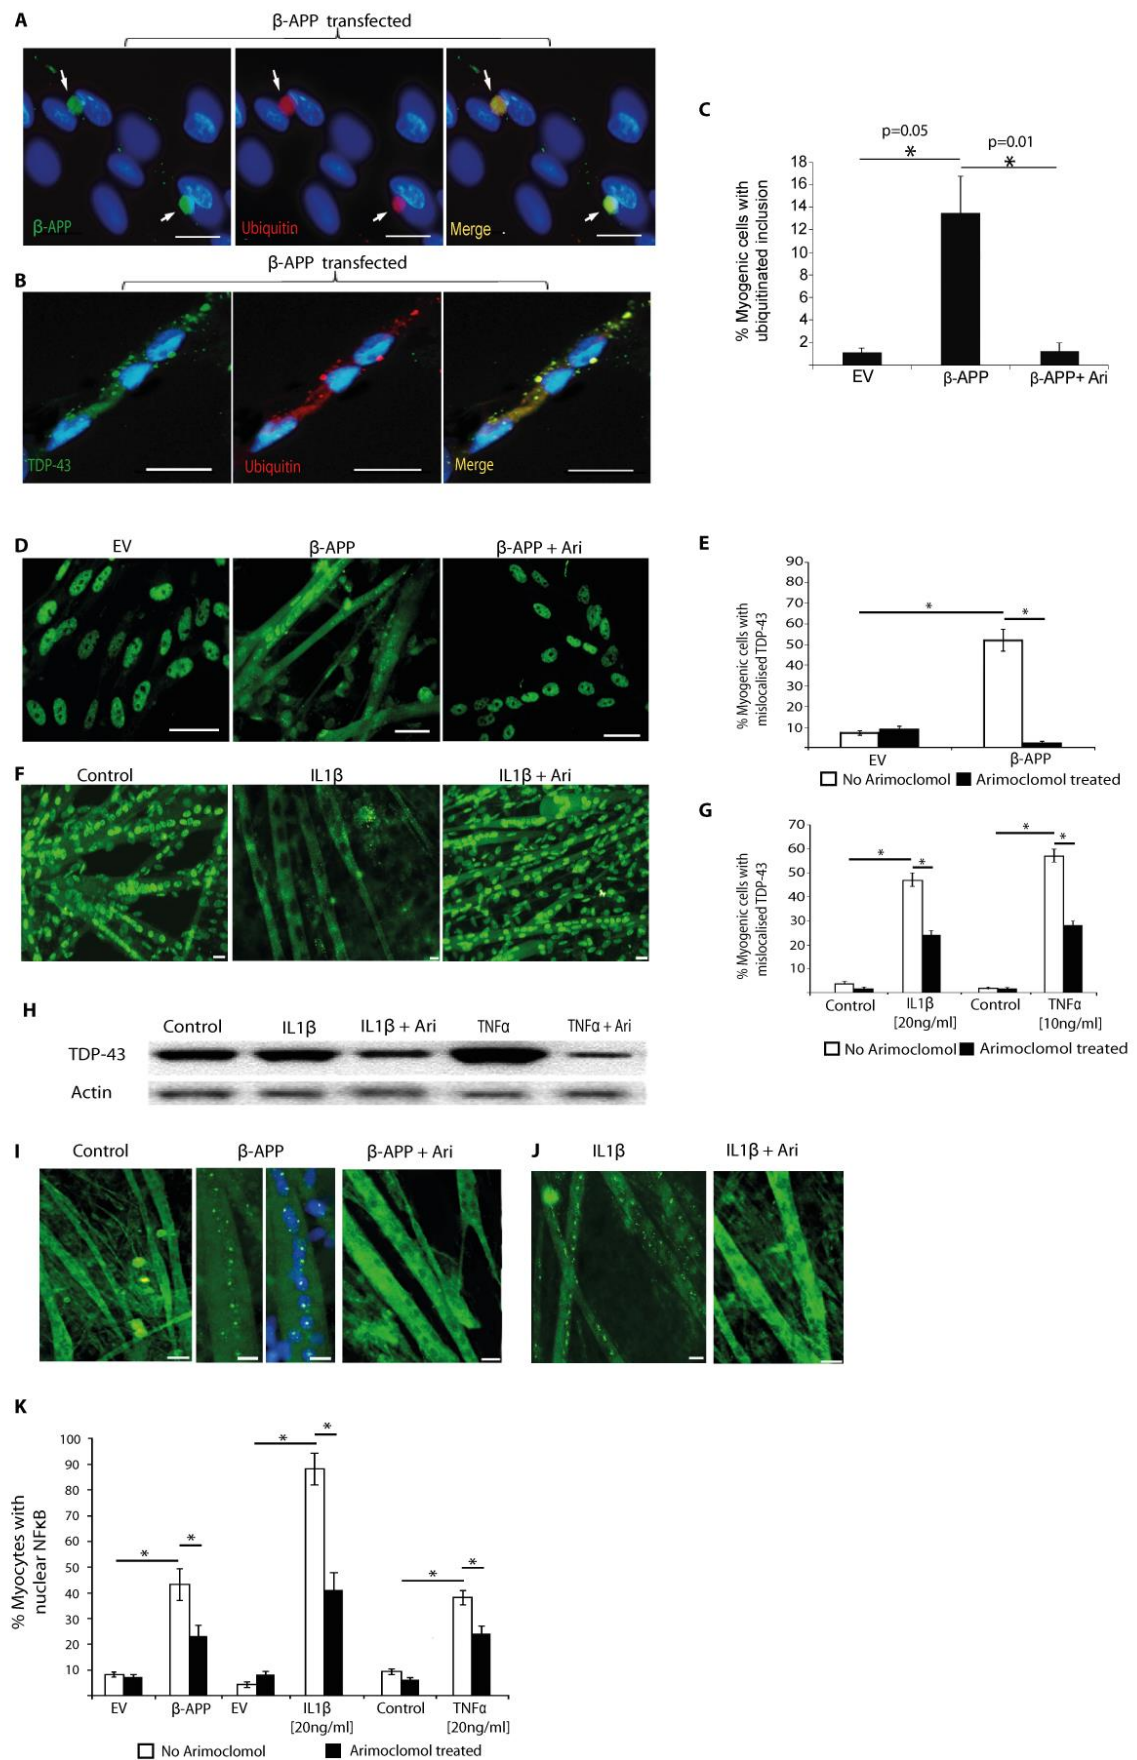 A
β-APP transfected
β-APP
Ubiquitin
Merge
B
β-APP transfected
TDP-43
Ubiquitin
Merge
C
p=0.05
p=0.01
*
*
% Myogenic cells with
ubiquitinated inclusion
18
16
14
12
10
8
6
4
2
EV
β-APP
β-APP+ Ari
D
EV
β-APP
β-APP + Ari
E
% Myogenic cells with
mislocalised TDP-43
90
80
70
60
50
40
30
20
10
*
*
EV
β-APP
No Arimoclomol
Arimoclomol treated
F
Control
IL1β
IL1β + Ari
G
% Myogenic cells with
mislocalised TDP-43
70
60
50
40
30
20
10
*
*
*
*
Control
IL1β
[20ng/ml]
Control
TNFα
[10ng/ml]
No Arimoclomol
Arimoclomol treated
H
Control
IL1β
IL1β + Ari
TNFα
TNFα + Ari
TDP-43
Actin
I
Control
β-APP
β-APP + Ari
J
IL1β
IL1β + Ari
K
% Myocytes with
nuclear NFκB
100
90
80
70
60
50
40
30
20
10
*
*
*
*
*
*
EV
β-APP
EV
IL1β
[20ng/ml]
Control
TNFα
[20ng/ml]
No Arimoclomol
Arimoclomol treated